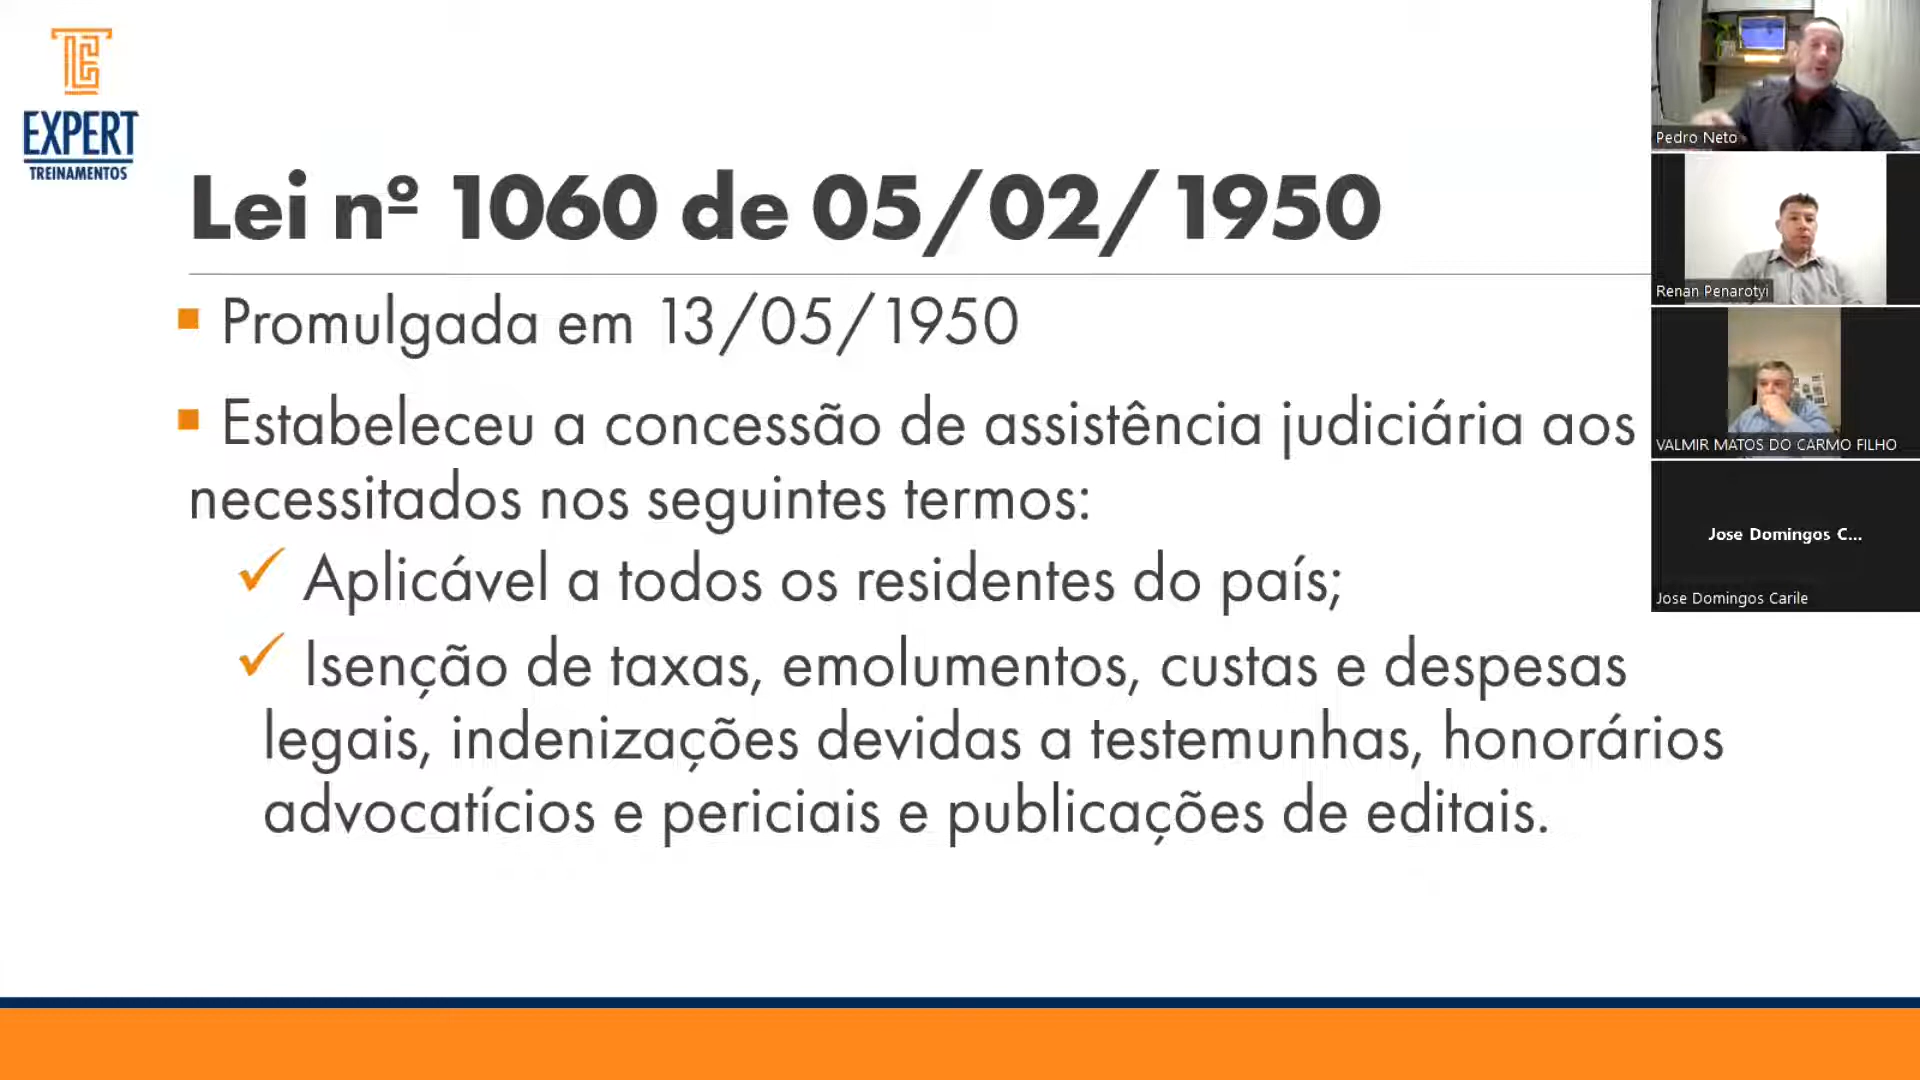 EXPERT
TREINAMENTOS
Lei nº 1060 de 05/02/1950
Promulgada em 13/05/1950
Estabeleceu a concessão de assistência judiciária aos
necessitados nos seguintes termos:
Aplicável a todos os residentes do país;
Isenção de taxas, emolumentos, custas e despesas
legais, indenizações devidas a testemunhas, honorários
advocatícios e periciais e publicações de editais.
Pedro Neto
Renan Penarotyi
VALMIR MATOS DO CARMO FILHO
Jose Domingos C...
Jose Domingos Carile